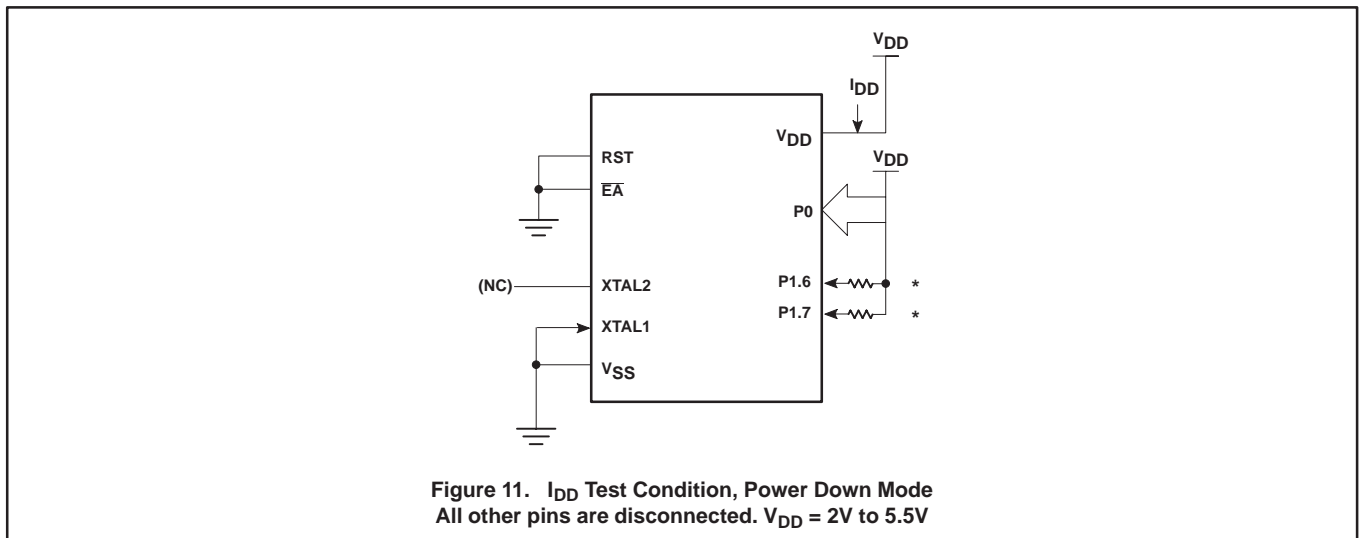 VDD
IDD
VDD
VDD
RST
EA
P0
(NC)
XTAL2
P1.6
*
P1.7
*
XTAL1
VSS
Figure 11. IDD Test Condition, Power Down Mode
All other pins are disconnected. VDD = 2V to 5.5V